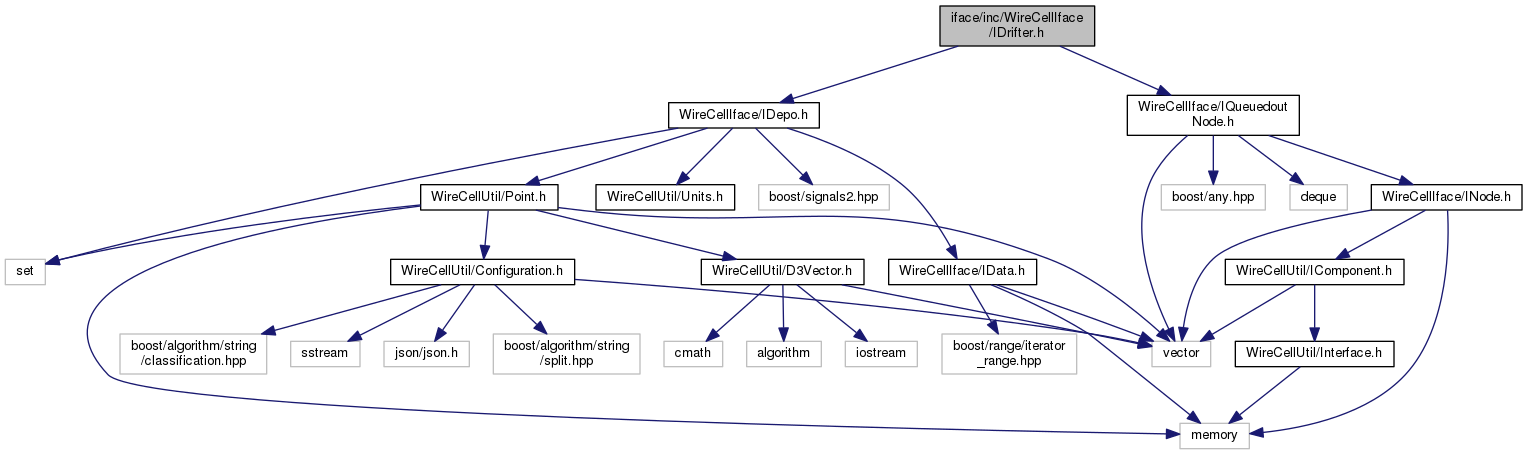 iface/inc/WireCellIface
/IDrifter.h
WireCellIface/IDepo.h
WireCellIface/IQueuedout
Node.h
WireCellUtil/Point.h
WireCellUtil/Units.h
boost/signals2.hpp
boost/any.hpp
deque
WireCellIface/INode.h
set
WireCellUtil/Configuration.h
WireCellUtil/D3Vector.h
WireCellIface/IData.h
WireCellUtil/IComponent.h
boost/algorithm/string
/classification.hpp
sstream
json/json.h
boost/algorithm/string
/split.hpp
cmath
algorithm
iostream
boost/range/iterator
_range.hpp
vector
WireCellUtil/Interface.h
memory